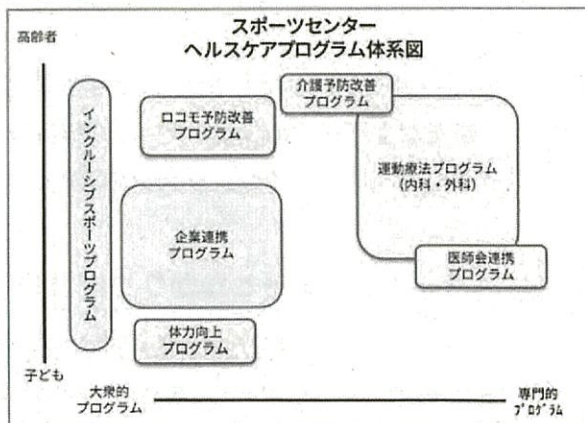 スポーツセンター
ヘルスケアプログラム体系図
高齢者
介護予防改善
プログラム
ロコモ予防改善
プログラム
インクルーシブスポーツプログラム
運動療法プログラム
（内科・外科）
企業連携
プログラム
医師会連携
プログラム
体力向上
プログラム
子ども
大衆的
プログラム
専門的
ﾌﾟﾛｸﾞﾗﾑ